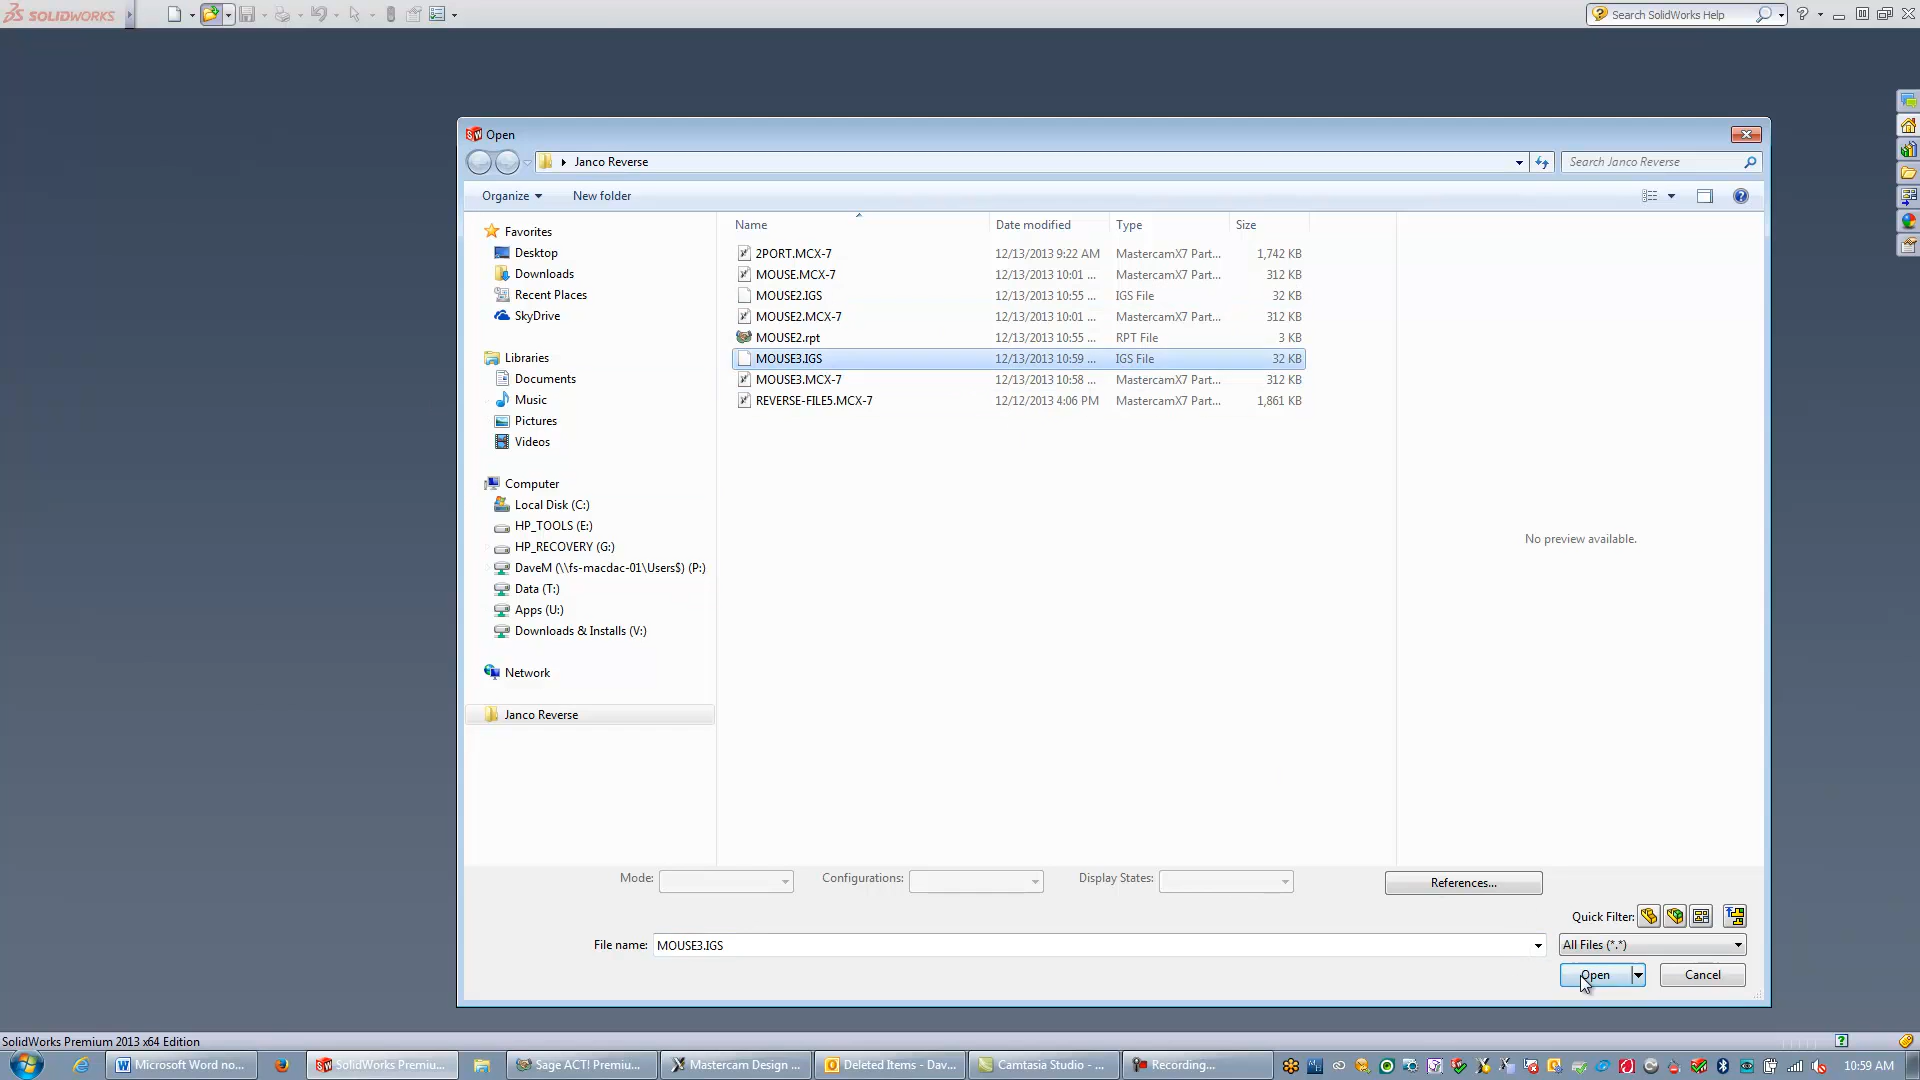 SOLIDWORKS
Search SolidWorks Help
Open
Janco Reverse
Search Janco Reverse
Organize
New folder
Name
Date modified
Type
Size
Favorites
Desktop
Downloads
Recent Places
SkyDrive
Libraries
Documents
Music
Pictures
Videos
Computer
Local Disk (C:)
HP_TOOLS (E:)
HP_RECOVERY (G:)
DaveM (\\fs-macdac-01\Users$) (P:)
Data (T:)
Apps (U:)
Downloads & Installs (V:)
Network
Janco Reverse
2PORT.MCX-7 12/13/2013 9:22 AM MastercamX7 Part... 1,742 KB
MOUSE.MCX-7 12/13/2013 10:01 ... MastercamX7 Part... 312 KB
MOUSE2.IGS 12/13/2013 10:55 ... IGS File 32 KB
MOUSE2.MCX-7 12/13/2013 10:01 ... MastercamX7 Part... 312 KB
MOUSE2.rpt 12/13/2013 10:55 ... RPT File 3 KB
MOUSE3.IGS 12/13/2013 10:59 ... IGS File 32 KB
MOUSE3.MCX-7 12/13/2013 10:58 ... MastercamX7 Part... 312 KB
REVERSE-FILE5.MCX-7 12/12/2013 4:06 PM MastercamX7 Part... 1,861 KB
No preview available.
Mode:
Configurations:
Display States:
References...
Quick Filter:
File name: MOUSE3.IGS
All Files (*.*)
Open
Cancel
SolidWorks Premium 2013 x64 Edition
Microsoft Word no...
SolidWorks Premiu...
Sage ACT! Premiu...
Mastercam Design ...
Deleted Items - Dav...
Camtasia Studio - ...
Recording...
10:59 AM